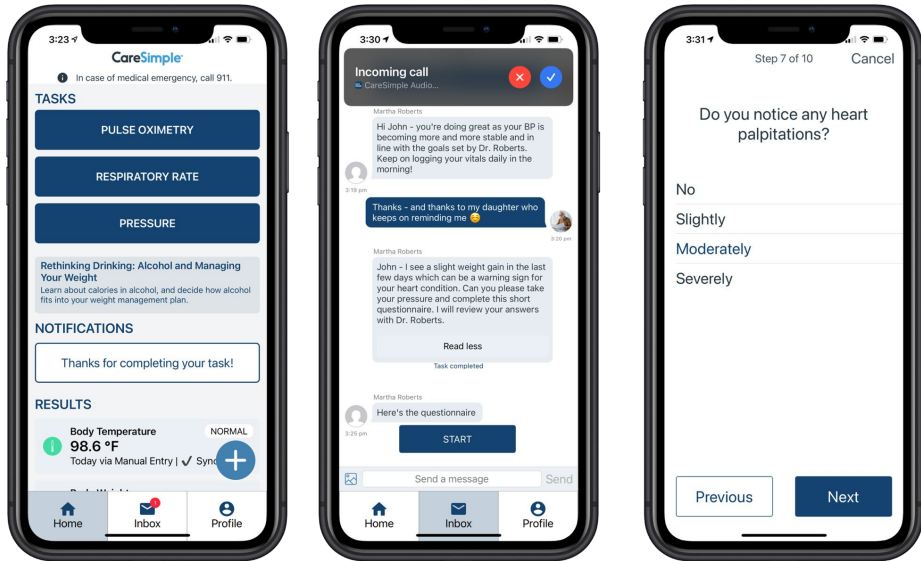 3:23
CareSimple
In case of medical emergency, call 911.
TASKS
PULSE OXIMETRY
RESPIRATORY RATE
PRESSURE
Rethinking Drinking: Alcohol and Managing
Your Weight
Learn about calories in alcohol, and decide how alcohol
fits into your weight management plan.
NOTIFICATIONS
Thanks for completing your task!
RESULTS
Body Temperature
NORMAL
98.6 °F
Today via Manual Entry | ✓
Home
Inbox
Profile
3:30
Incoming call
CareSimple Audio...
Martha Roberts
Hi John - you're doing great as your BP is
becoming more and more stable and in
line with the goals set by Dr. Roberts.
Keep on logging your vitals daily in the
morning!
3:19 pm
Thanks - and thanks to my daughter who
keeps on reminding me 😊
3:20 pm
Martha Roberts
John - I see a slight weight gain in the last
few days which can be a warning sign for
your heart condition. Can you please take
your pressure and complete this short
questionnaire. I will review your answers
with Dr. Roberts.
Read less
Task completed
Martha Roberts
Here's the questionnaire
3:25 pm
START
Send a message
Send
Home
Inbox
Profile
3:31
Step 7 of 10
Cancel
Do you notice any heart
palpitations?
No
Slightly
Moderately
Severely
Previous
Next